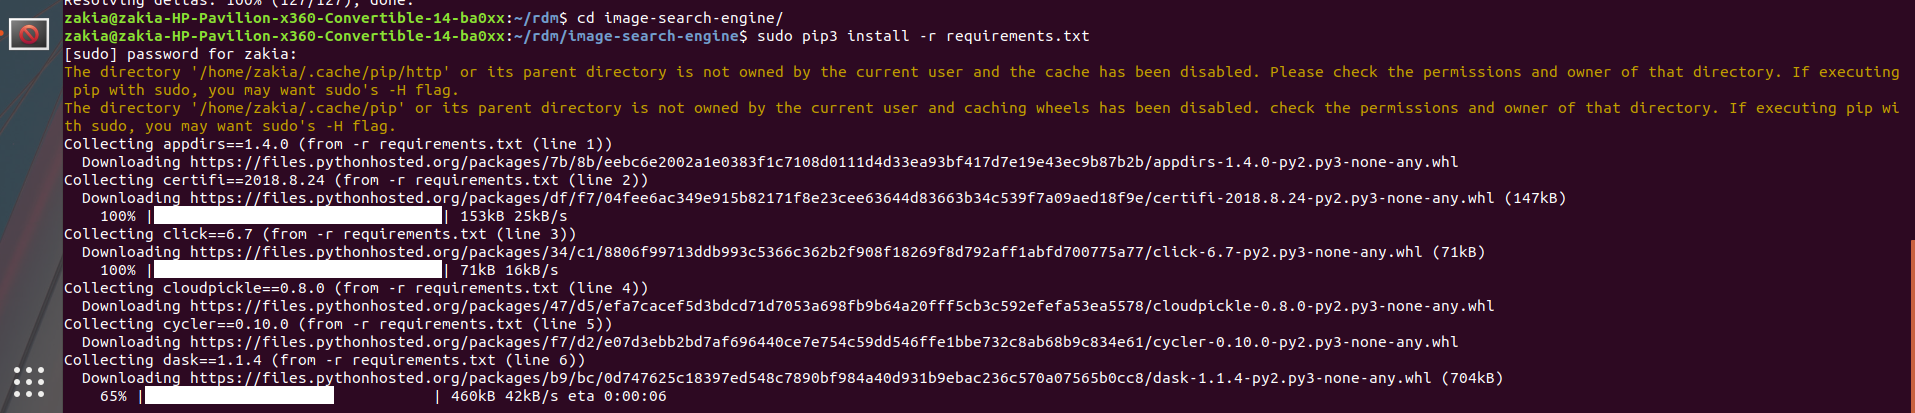 Resolving deltas: 100% (127/127), done.
zakia@zakia-HP-Pavilion-x360-Convertible-14-ba0xx:~/rdm$ cd image-search-engine/
zakia@zakia-HP-Pavilion-x360-Convertible-14-ba0xx:~/rdm/image-search-engine$ sudo pip3 install -r requirements.txt
[sudo] password for zakia:
The directory '/home/zakia/.cache/pip/http' or its parent directory is not owned by the current user and the cache has been disabled. Please check the permissions and owner of that directory. If executing
pip with sudo, you may want sudo's -H flag.
The directory '/home/zakia/.cache/pip' or its parent directory is not owned by the current user and caching wheels has been disabled. check the permissions and owner of that directory. If executing pip wi
th sudo, you may want sudo's -H flag.
Collecting appdirs==1.4.0 (from -r requirements.txt (line 1))
  Downloading https://files.pythonhosted.org/packages/7b/8b/eebc6e2002a1e0383f1c7108d0111d4d33ea93bf417d7e19e43ec9b87b2b/appdirs-1.4.0-py2.py3-none-any.whl
Collecting certifi==2018.8.24 (from -r requirements.txt (line 2))
  Downloading https://files.pythonhosted.org/packages/df/f7/04fee6ac349e915b82171f8e23cee63644d83663b34c539f7a09aed18f9e/certifi-2018.8.24-py2.py3-none-any.whl (147kB)
    100% | | 153kB 25kB/s
Collecting click==6.7 (from -r requirements.txt (line 3))
  Downloading https://files.pythonhosted.org/packages/34/c1/8806f99713ddb993c5366c362b2f908f18269f8d792aff1abfd700775a77/click-6.7-py2.py3-none-any.whl (71kB)
    100% | | 71kB 16kB/s
Collecting cloudpickle==0.8.0 (from -r requirements.txt (line 4))
  Downloading https://files.pythonhosted.org/packages/47/d5/efa7cacef5d3bdcd71d7053a698fb9b64a20fff5cb3c592efefa53ea5578/cloudpickle-0.8.0-py2.py3-none-any.whl
Collecting cycler==0.10.0 (from -r requirements.txt (line 5))
  Downloading https://files.pythonhosted.org/packages/f7/d2/e07d3ebb2bd7af696440ce7e754c59dd546ffe1bbe732c8ab68b9c834e61/cycler-0.10.0-py2.py3-none-any.whl
Collecting dask==1.1.4 (from -r requirements.txt (line 6))
  Downloading https://files.pythonhosted.org/packages/b9/bc/0d747625c18397ed548c7890bf984a40d931b9ebac236c570a07565b0cc8/dask-1.1.4-py2.py3-none-any.whl (704kB)
    65% | | 460kB 42kB/s eta 0:00:06